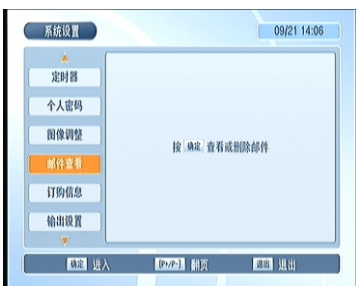 系统设置
09/21 14:06
定时器
个人密码
图像调整
邮件查看
订购信息
输出设置
按 确定 查看或删除邮件
确定 进入 [P+/P-] 翻页 退出 退出